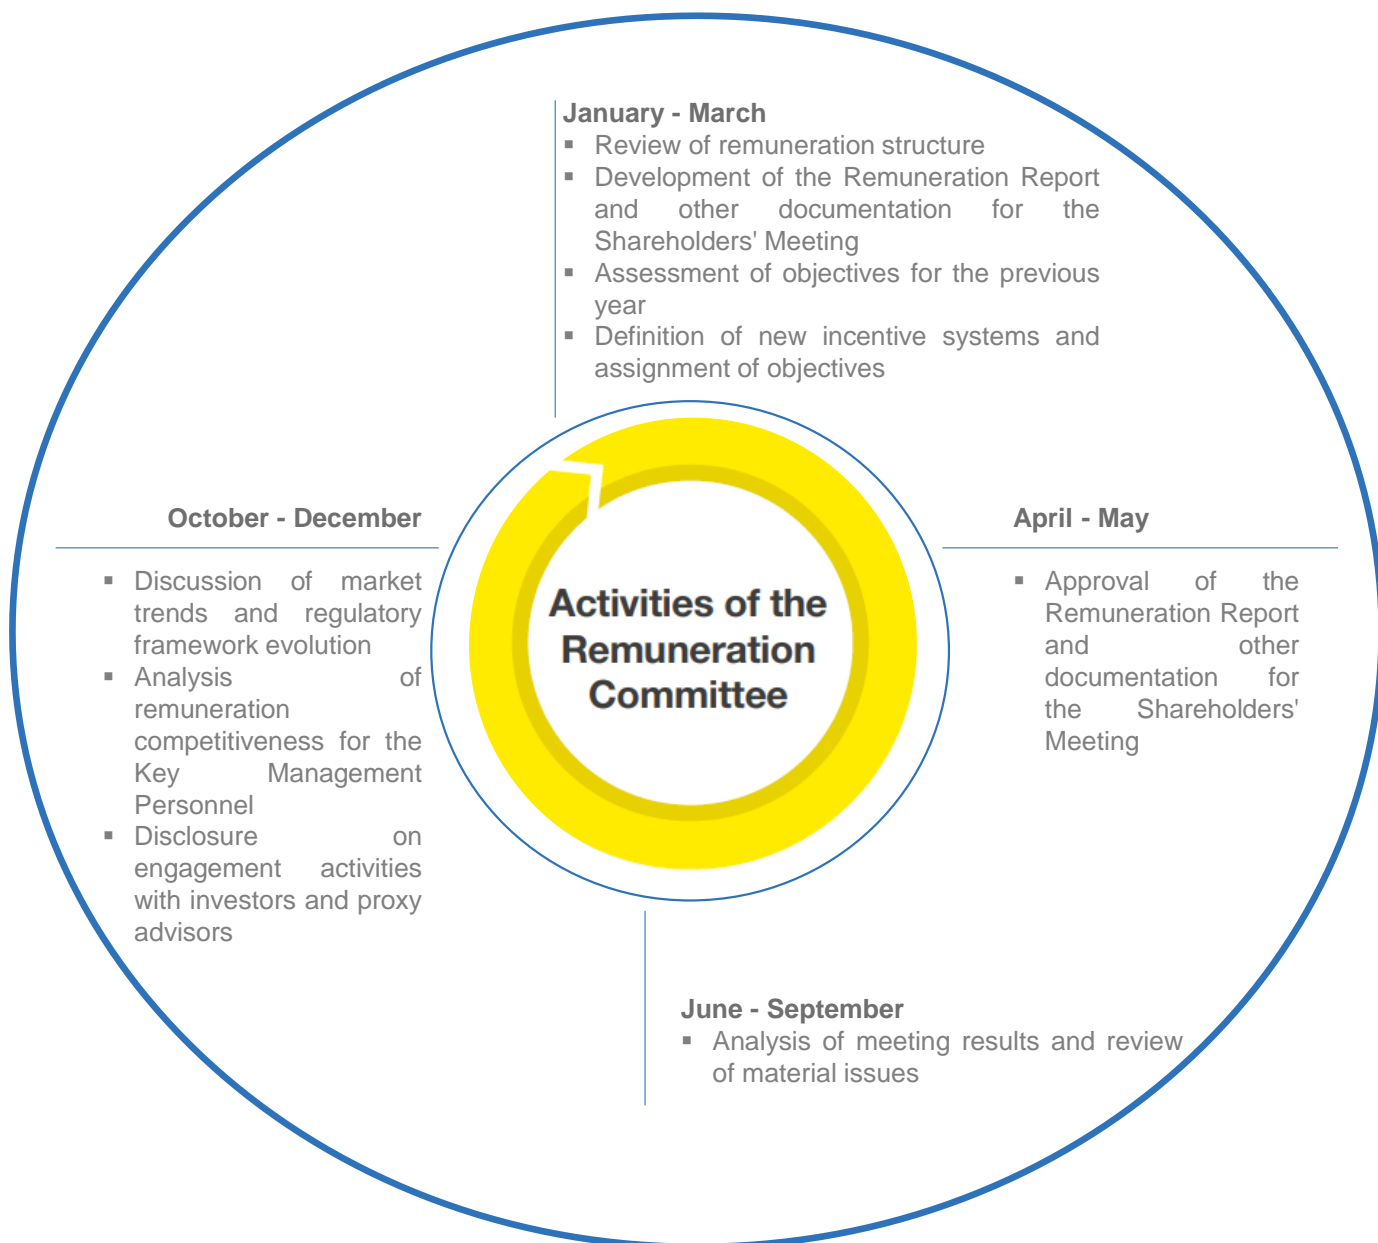 January - March
▪ Review of remuneration structure
▪ Development of the Remuneration Report
and other documentation for the
Shareholders' Meeting
▪ Assessment of objectives for the previous
year
▪ Definition of new incentive systems and
assignment of objectives
October - December
▪ Discussion of market
trends and regulatory
framework evolution
▪ Analysis of
remuneration
competitiveness for the
Key Management
Personnel
▪ Disclosure on
engagement activities
with investors and proxy
advisors
Activities of the
Remuneration
Committee
April - May
▪ Approval of the
Remuneration Report
and other
documentation for
the Shareholders'
Meeting
June - September
▪ Analysis of meeting results and review
of material issues